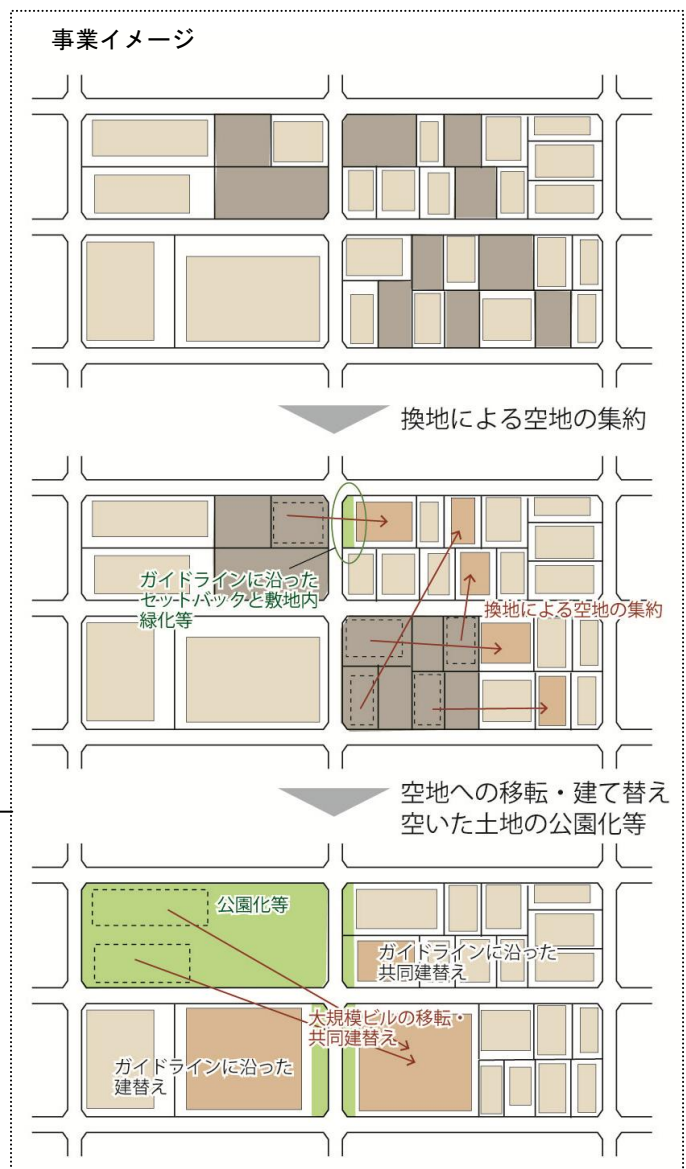 事業イメージ
換地による空地の集約
ガイドラインに沿った
セットバックと敷地内
緑化等
換地による空地の集約
空地への移転・建て替え
空いた土地の公園化等
公園化等
ガイドラインに沿った
共同建替え
大規模ビルの移転・
共同建替え
ガイドラインに沿った
建替え